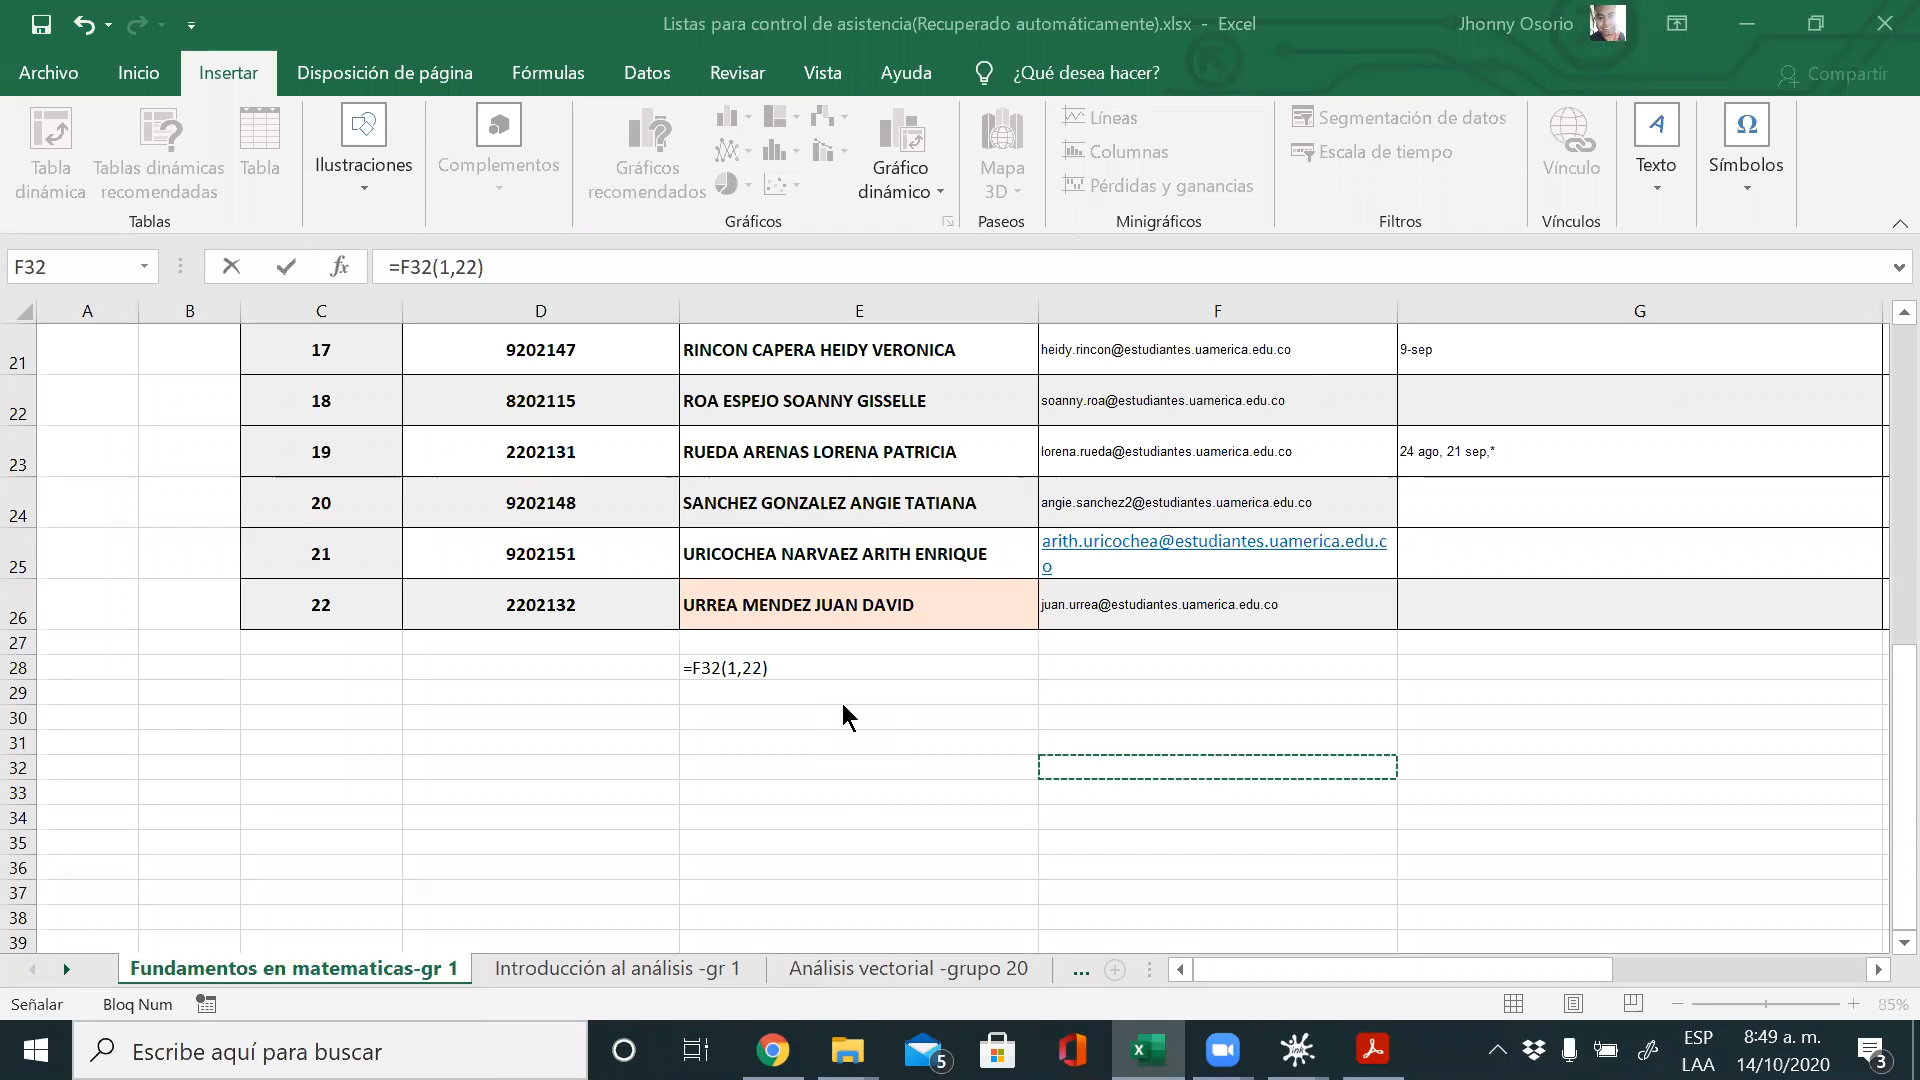 Listas para control de asistencia(Recuperado automáticamente).xlsx - Excel
Jhonny Osorio
Archivo Inicio Insertar Disposición de página Fórmulas Datos Revisar Vista Ayuda ¿Qué desea hacer? Compartir
Tabla dinámica
Tablas dinámicas recomendadas
Tabla
Tablas
Ilustraciones
Complementos
Gráficos recomendados
Gráfico dinámico
Gráficos
Mapa 3D
Paseos
Líneas
Columnas
Pérdidas y ganancias
Minigráficos
Segmentación de datos
Escala de tiempo
Filtros
Vínculo
Vínculos
Texto
Símbolos
F32 fx =F32(1,22)
A B C D E F G
21 17 9202147 RINCON CAPERA HEIDY VERONICA heidy.rincon@estudiantes.uamerica.edu.co 9-sep
22 18 8202115 ROA ESPEJO SOANNY GISSELLE soanny.roa@estudiantes.uamerica.edu.co
23 19 2202131 RUEDA ARENAS LORENA PATRICIA lorena.rueda@estudiantes.uamerica.edu.co 24 ago, 21 sep,*
24 20 9202148 SANCHEZ GONZALEZ ANGIE TATIANA angie.sanchez2@estudiantes.uamerica.edu.co
25 21 9202151 URICOCHEA NARVAEZ ARITH ENRIQUE arith.uricochea@estudiantes.uamerica.edu.c
o
26 22 2202132 URREA MENDEZ JUAN DAVID juan.urrea@estudiantes.uamerica.edu.co
27
28 =F32(1,22)
29
30
31
32
33
34
35
36
37
38
39
Fundamentos en matematicas-gr 1 Introducción al análisis -gr 1 Análisis vectorial -grupo 20 ...
Señalar Bloq Num 85%
Escribe aquí para buscar
5
ink
ESP
LAA
8:49 a. m.
14/10/2020
3